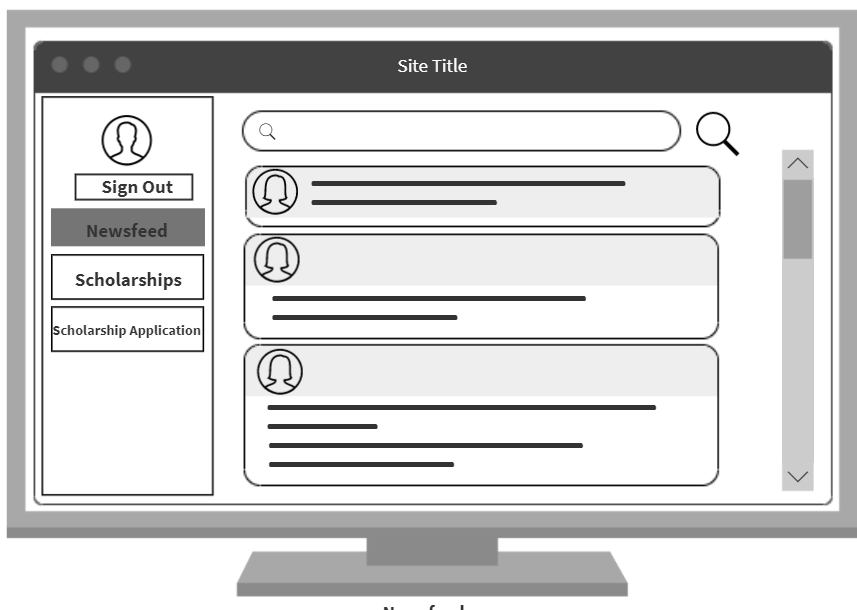 Site Title
Sign Out
Newsfeed
Scholarships
Scholarship Application
Newsfeed